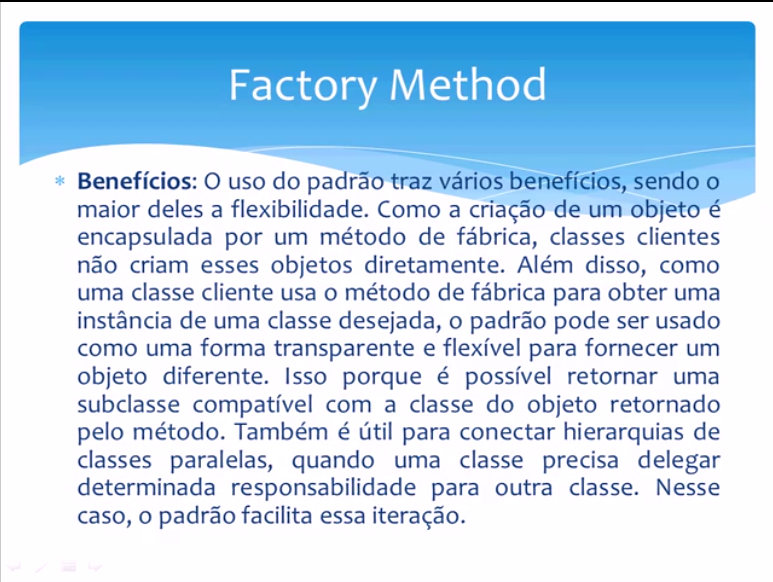 Factory Method
* Benefícios: O uso do padrão traz vários benefícios, sendo o
maior deles a flexibilidade. Como a criação de um objeto é
encapsulada por um método de fábrica, classes clientes
não criam esses objetos diretamente. Além disso, como
uma classe cliente usa o método de fábrica para obter uma
instância de uma classe desejada, o padrão pode ser usado
como uma forma transparente e flexível para fornecer um
objeto diferente. Isso porque é possível retornar uma
subclasse compatível com a classe do objeto retornado
pelo método. Também é útil para conectar hierarquias de
classes paralelas, quando uma classe precisa delegar
determinada responsabilidade para outra classe. Nesse
caso, o padrão facilita essa iteração.